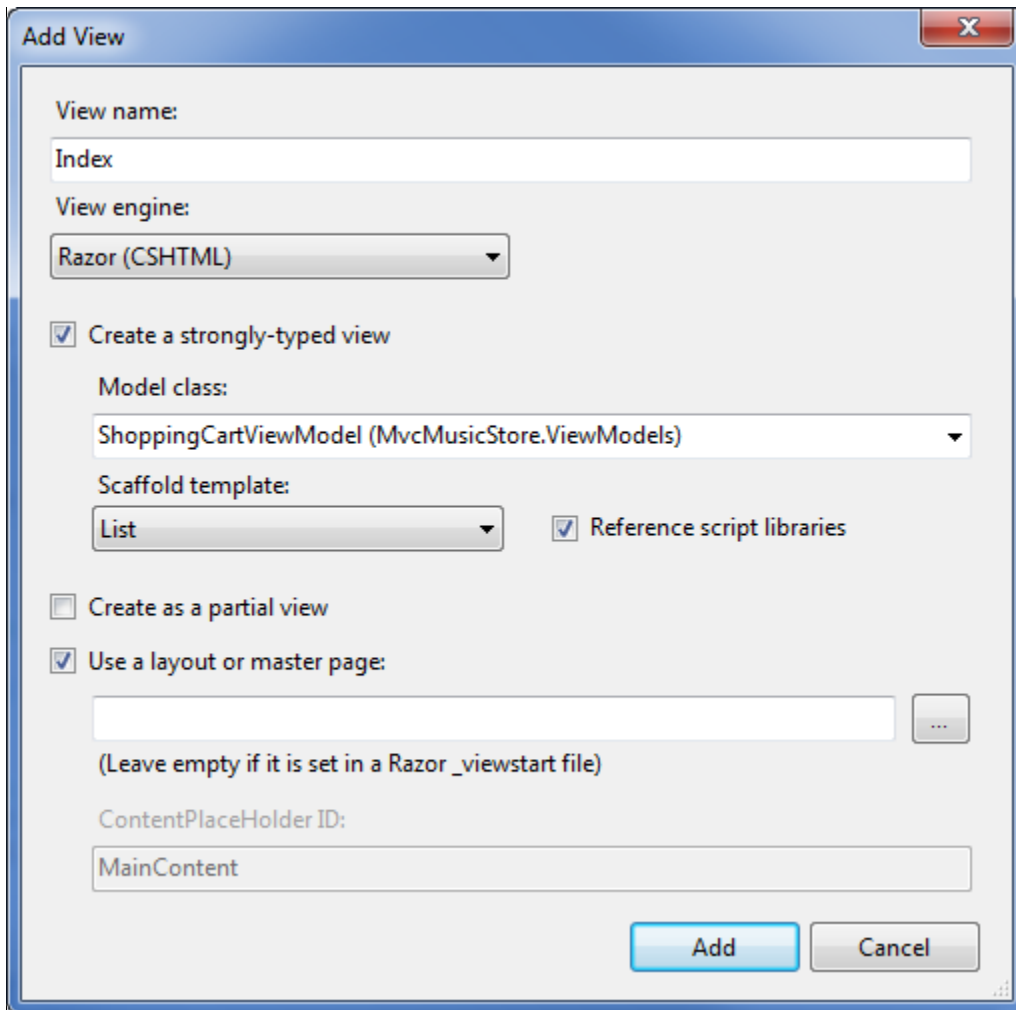 Add View
View name:
Index
View engine:
Razor (CSHTML)
Create a strongly-typed view
Model class:
ShoppingCartViewModel (MvcMusicStore.ViewModels)
Scaffold template:
List
Reference script libraries
Create as a partial view
Use a layout or master page:
...
(Leave empty if it is set in a Razor _viewstart file)
ContentPlaceHolder ID:
MainContent
Add
Cancel